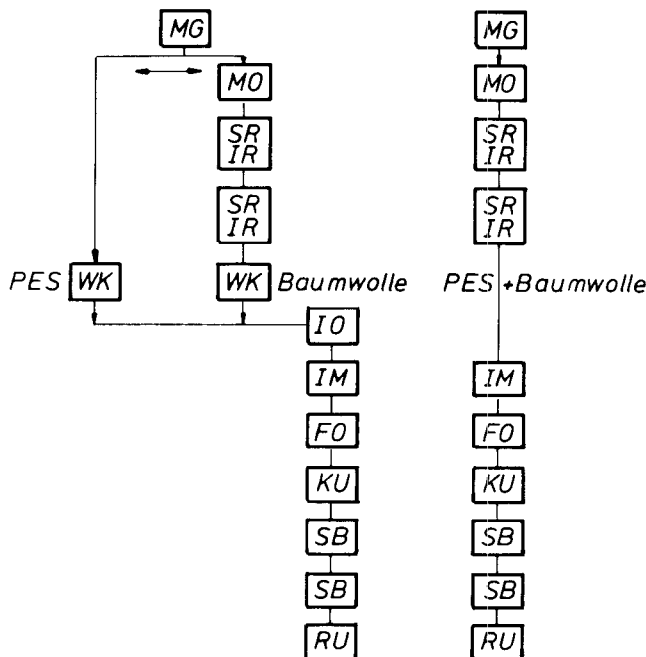 MG
MO
SR
IR
SR
IR
PES WK
WK Baumwolle
IO
IM
FO
KU
SB
SB
RU
MG
MO
SR
IR
SR
IR
PES + Baumwolle
IM
FO
KU
SB
SB
RU